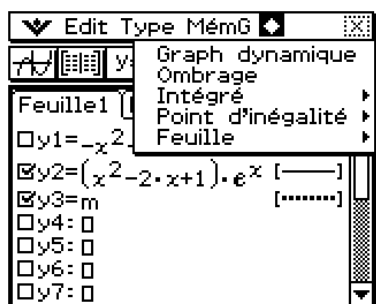 Edit Type MémG
y
Graph dynamique
Ombrage
Intégré
Point d'inégalité
Feuille
Feuille1
y1=-x²
y2=(x²-2·x+1)·e^x [——]
y3=m [········]
y4:▯
y5:▯
y6:▯
y7:▯